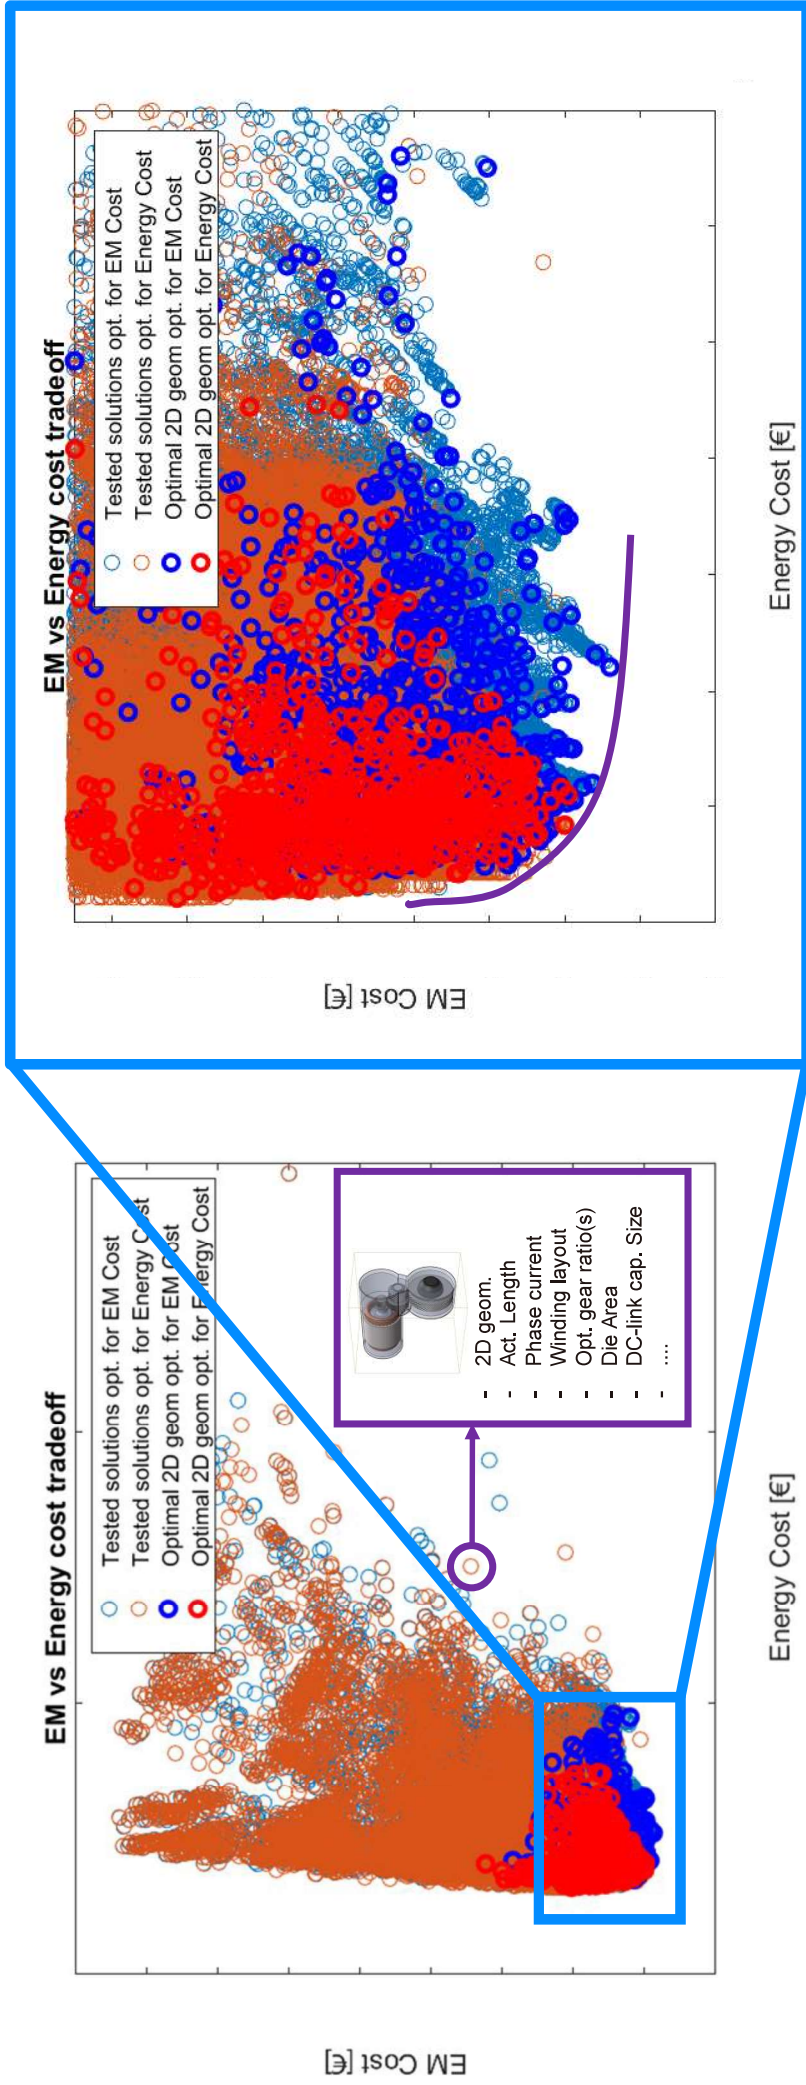 EM vs Energy cost tradeoff
Tested solutions opt. for EM Cost
Tested solutions opt. for Energy Cost
Optimal 2D geom opt. for EM Cost
Optimal 2D geom opt. for Energy Cost
EM Cost [€]
Energy Cost [€]
- 2D geom.
- Act. Length
- Phase current
- Winding layout
- Opt. gear ratio(s)
- Die Area
- DC-link cap. Size
- ....
EM vs Energy cost tradeoff
Tested solutions opt. for EM Cost
Tested solutions opt. for Energy Cost
Optimal 2D geom opt. for EM Cost
Optimal 2D geom opt. for Energy Cost
EM Cost [€]
Energy Cost [€]